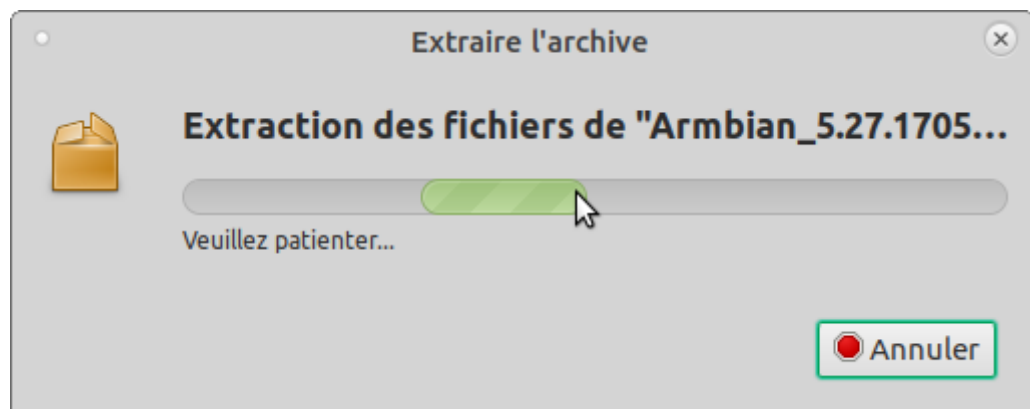 Extraire l'archive
Extraction des fichiers de "Armbian_5.27.1705...
Veuillez patienter...
Annuler